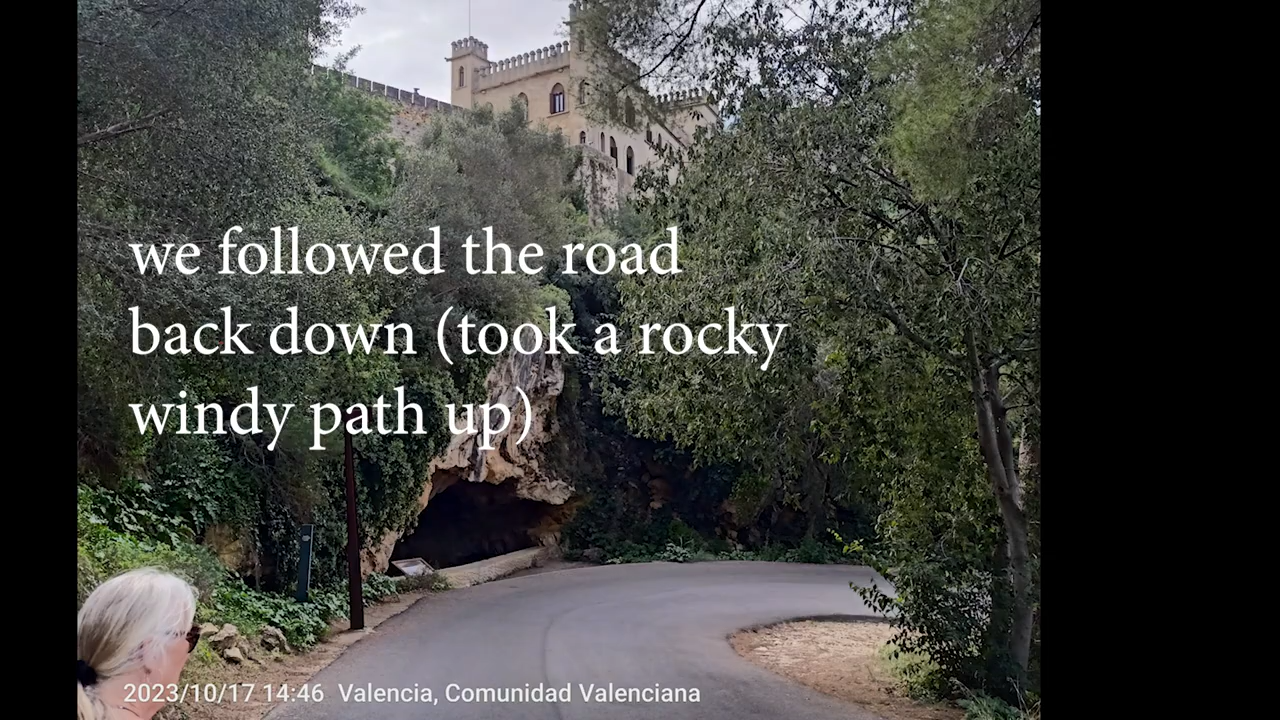 we followed the road
back down (took a rocky
windy path up)
2023/10/17 14:46 Valencia, Comunidad Valenciana